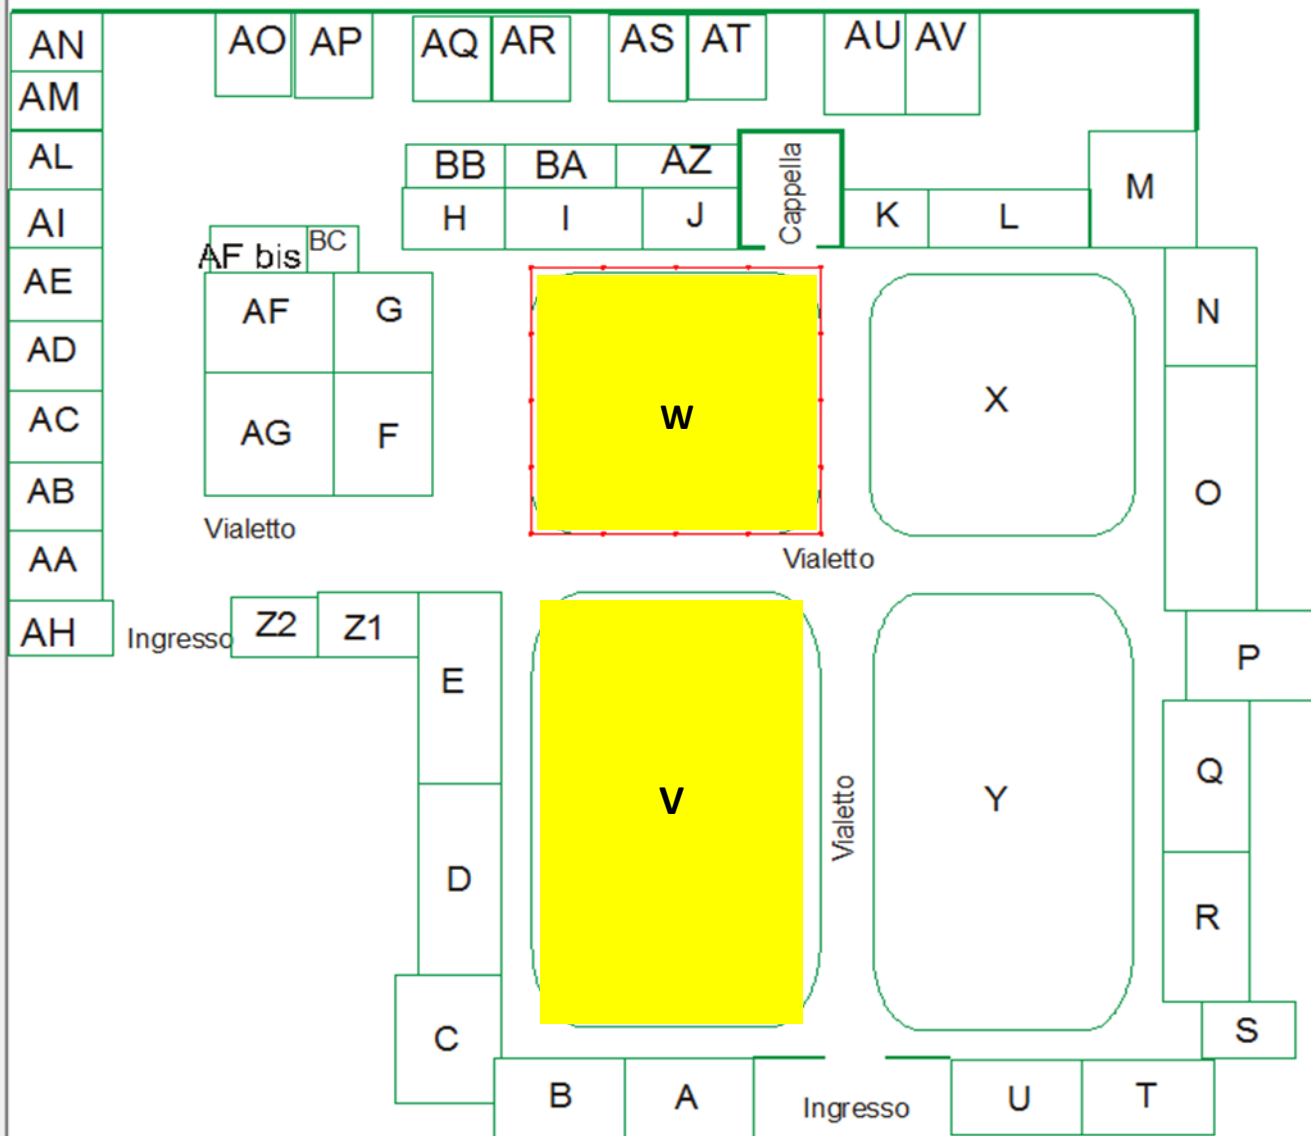 AN
AO
AP
AQ
AR
AS
AT
AU
AV
AM
AL
BB
BA
AZ
Cappella
M
AI
H
I
J
K
L
AF bis
BC
AE
AF
G
N
AD
W
X
AC
AG
F
AB
O
Vialetto
AA
Vialetto
AH
Ingresso
Z2
Z1
E
P
V
Y
Vialetto
Q
D
R
C
S
B
A
Ingresso
U
T